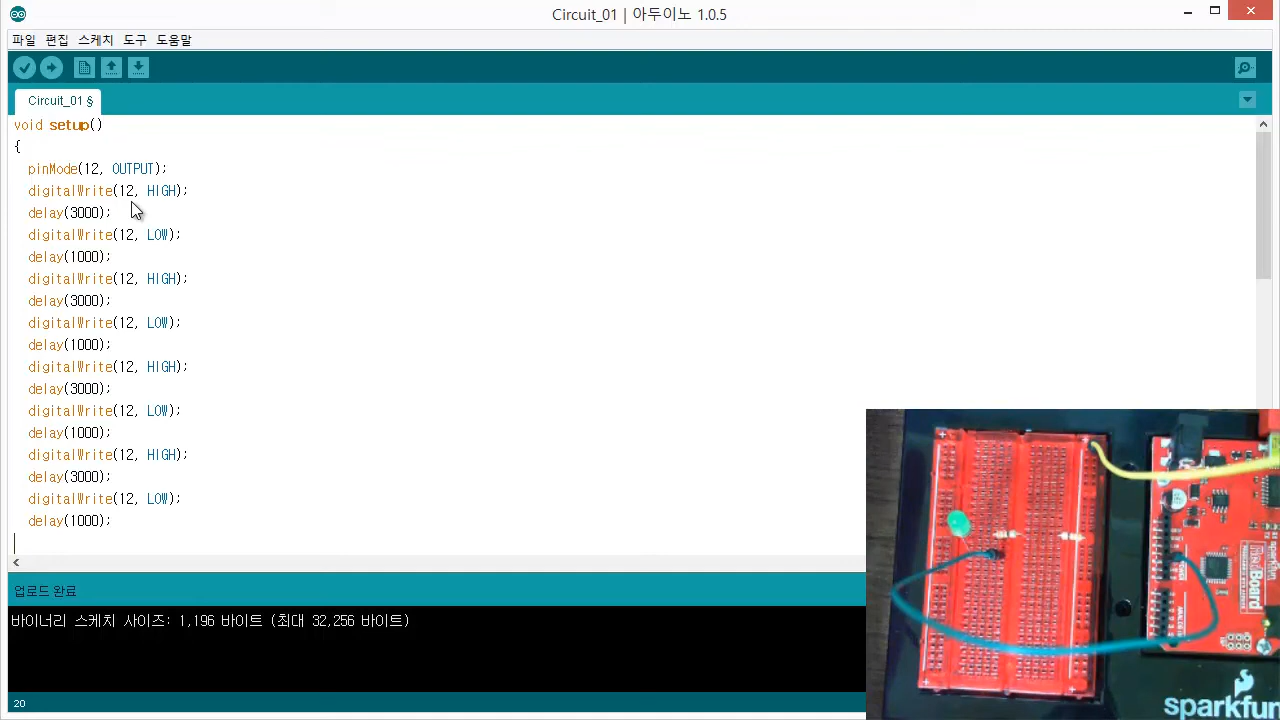 Circuit_01 | 아두이노 1.0.5
파일 편집 스케치 도구 도움말
Circuit_01 §
void setup()
{
pinMode(12, OUTPUT);
digitalWrite(12, HIGH);
delay(3000);
digitalWrite(12, LOW);
delay(1000);
digitalWrite(12, HIGH);
delay(3000);
digitalWrite(12, LOW);
delay(1000);
digitalWrite(12, HIGH);
delay(3000);
digitalWrite(12, LOW);
delay(1000);
digitalWrite(12, HIGH);
delay(3000);
digitalWrite(12, LOW);
delay(1000);
업로드 완료
바이너리 스케치 사이즈: 1,196 바이트 (최대 32,256 바이트)
20
Board
sparkfun